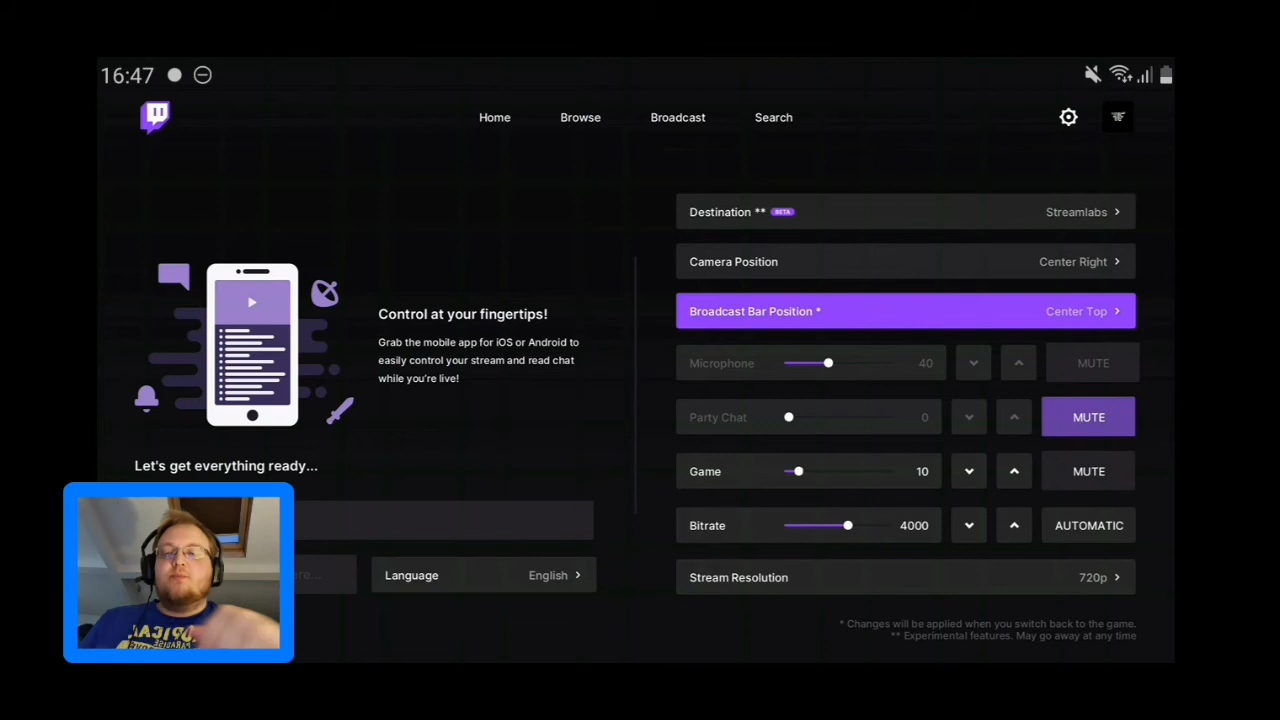 16:47
Home Browse Broadcast Search
Destination ** BETA Streamlabs
Camera Position Center Right
Broadcast Bar Position * Center Top
Microphone 40 MUTE
Party Chat 0 MUTE
Game 10 MUTE
Bitrate 4000 AUTOMATIC
Stream Resolution 720p
* Changes will be applied when you switch back to the game.
** Experimental features. May go away at any time
Control at your fingertips!
Grab the mobile app for iOS or Android to
easily control your stream and read chat
while you're live!
Let's get everything ready...
Language English